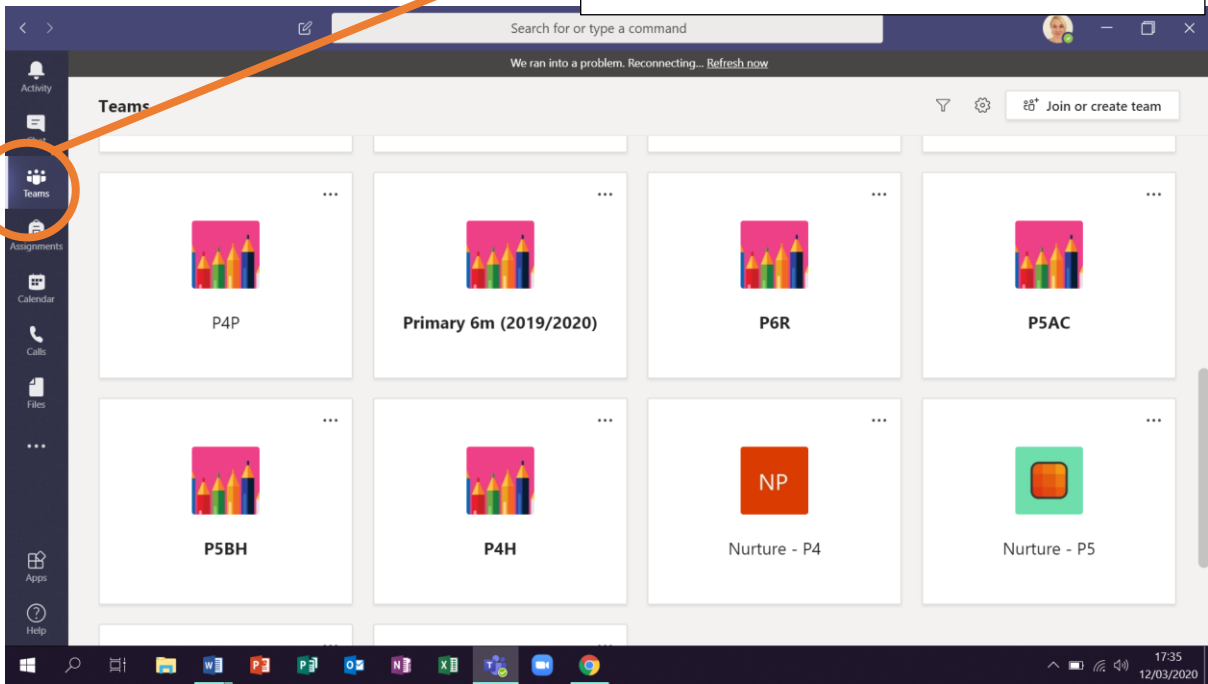 Search for or type a command
We ran into a problem. Reconnecting... Refresh now
Activity
Teams
Join or create team
Chat
Teams
Assignments
Calendar
Calls
Files
Apps
Help
P4P
Primary 6m (2019/2020)
P6R
P5AC
P5BH
P4H
NP
Nurture - P4
Nurture - P5
17:35
12/03/2020